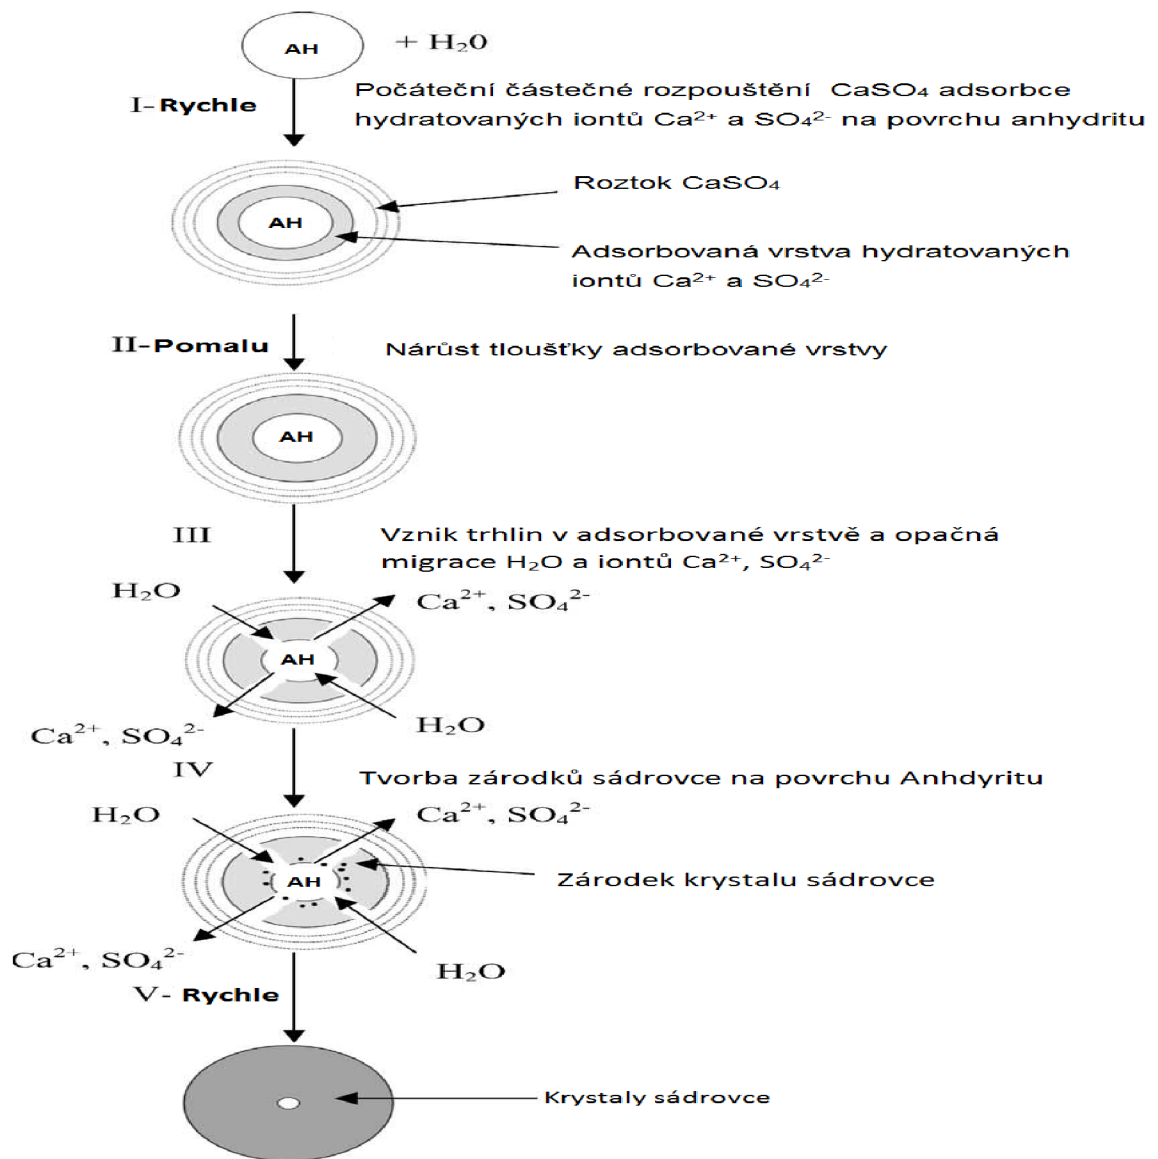 AH
+ H₂0
I- Rychle
Počáteční částečné rozpouštění CaSO₄ adsorbce
hydratovaných iontů Ca²⁺ a SO₄²⁻ na povrchu anhydritu
Roztok CaSO₄
AH
Adsorbovaná vrstva hydratovaných
iontů Ca²⁺ a SO₄²⁻
II-Pomalu
Nárůst tloušťky adsorbované vrstvy
AH
III
Vznik trhlin v adsorbované vrstvě a opačná
migrace H₂O a iontů Ca²⁺, SO₄²⁻
H₂O
Ca²⁺, SO₄²⁻
AH
Ca²⁺, SO₄²⁻
H₂O
IV
Tvorba zárodků sádrovce na povrchu Anhdyritu
H₂O
Ca²⁺, SO₄²⁻
AH
Zárodek krystalu sádrovce
Ca²⁺, SO₄²⁻
H₂O
V- Rychle
Krystaly sádrovce